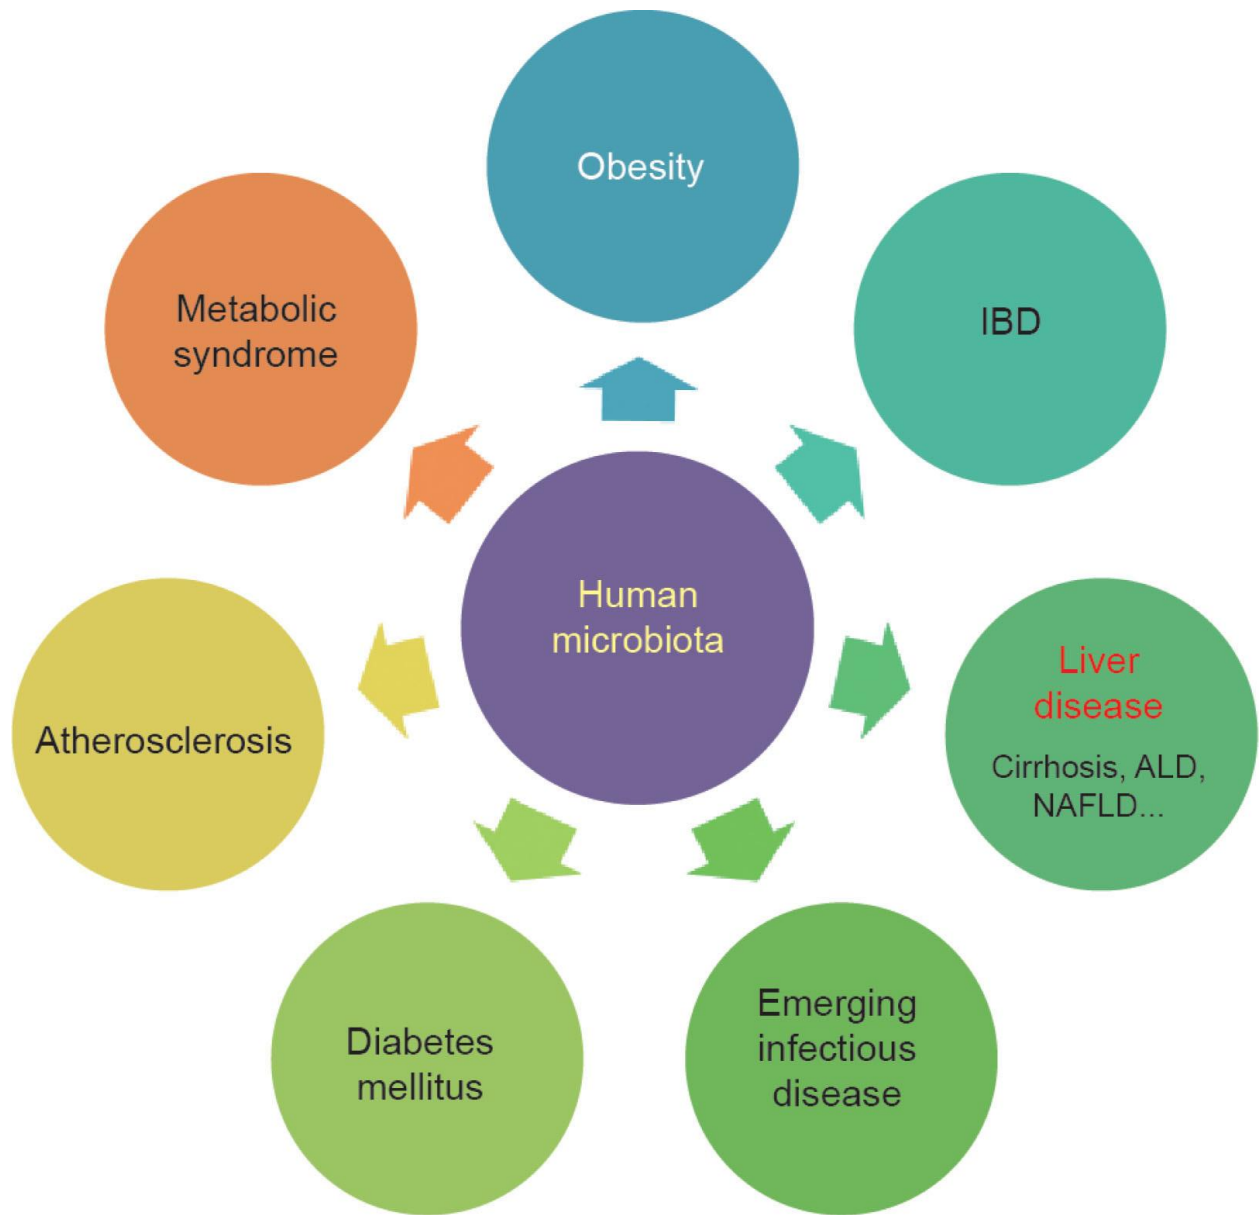 Obesity
Metabolic
syndrome
IBD
Human
microbiota
Liver
disease
Cirrhosis, ALD,
NAFLD...
Atherosclerosis
Emerging
infectious
disease
Diabetes
mellitus